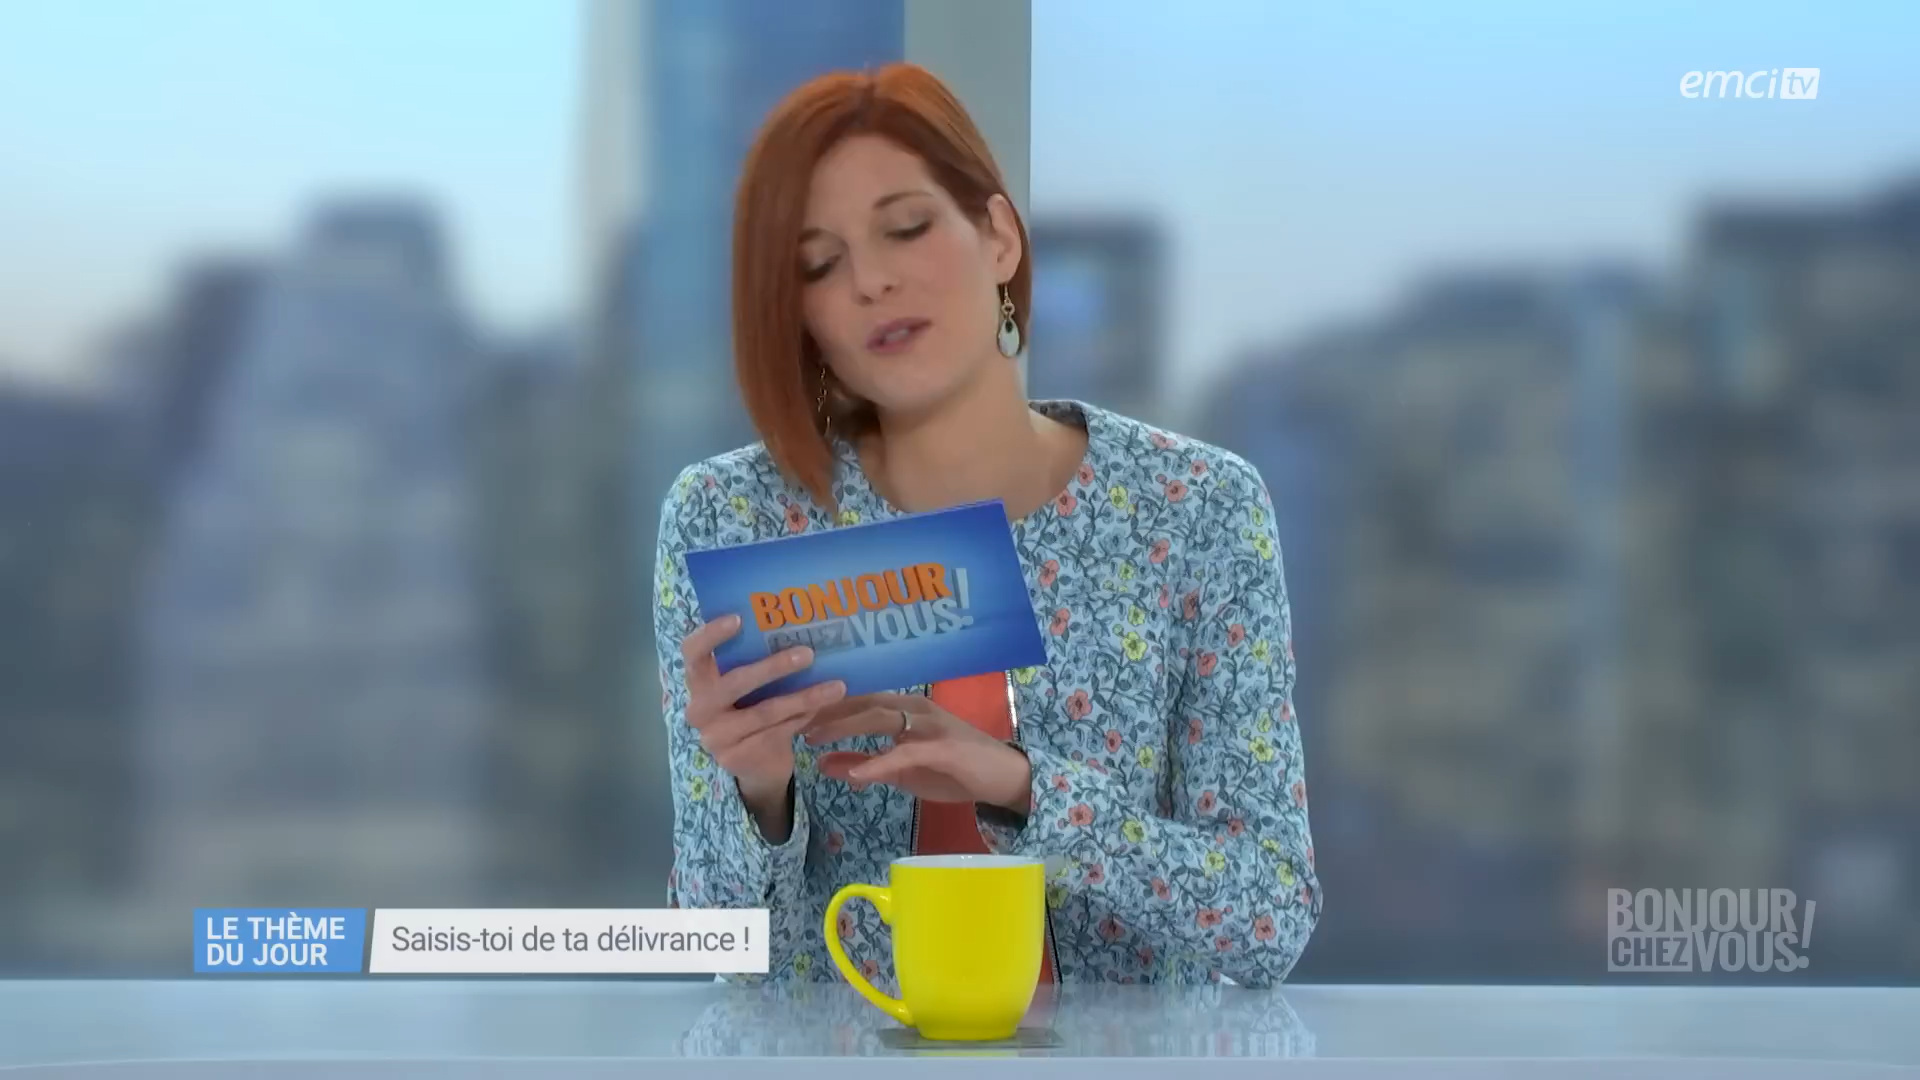 emci tv
BONJOUR
CHEZ VOUS!
LE THÈME
DU JOUR
Saisis-toi de ta délivrance !
BONJOUR
CHEZ VOUS!